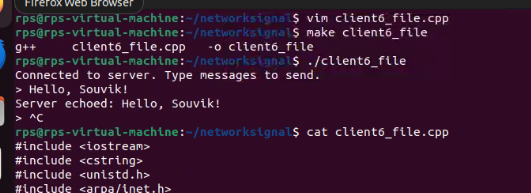 Firefox Web Browser
rps@rps-virtual-machine:~/networksignal$ vim client6_file.cpp
rps@rps-virtual-machine:~/networksignal$ make client6_file
g++     client6_file.cpp   -o client6_file
rps@rps-virtual-machine:~/networksignal$ ./client6_file
Connected to server. Type messages to send.
> Hello, Souvik!
Server echoed: Hello, Souvik!
> ^C
rps@rps-virtual-machine:~/networksignal$ cat client6_file.cpp
#include <iostream>
#include <cstring>
#include <unistd.h>
#include <arpa/inet.h>